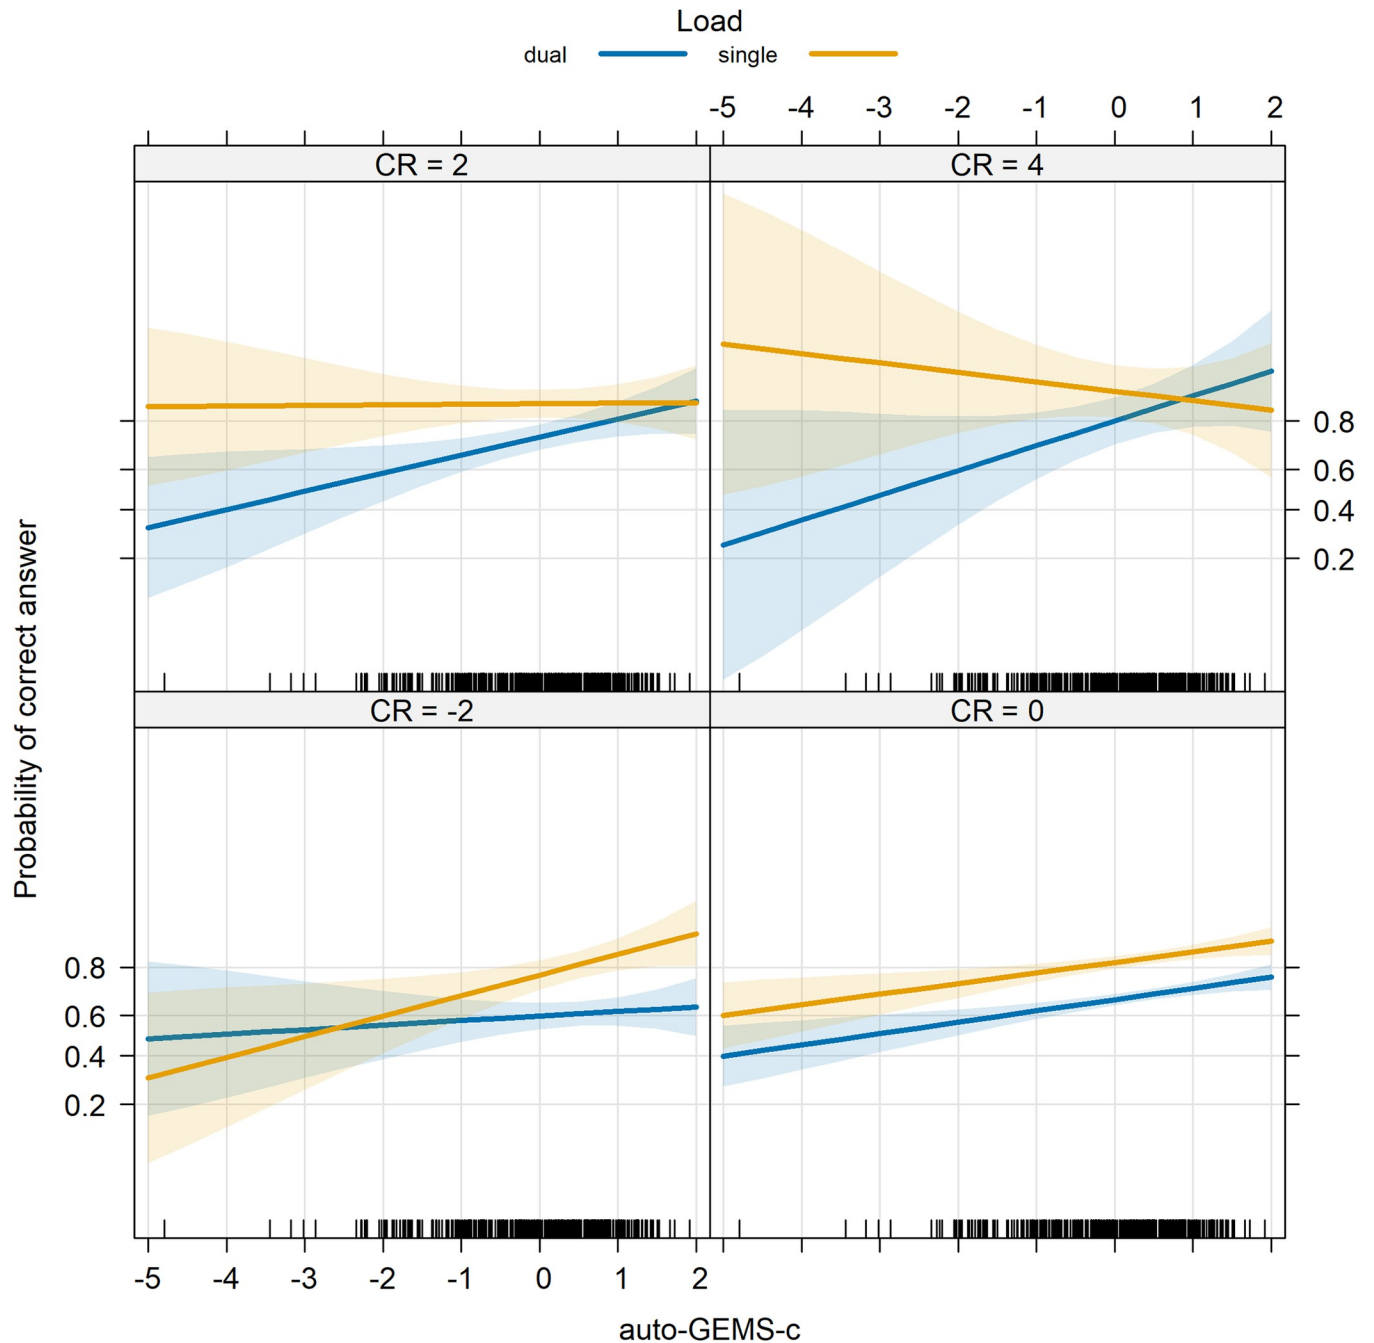 Load
dual single
-5 -4 -3 -2 -1 0 1 2
CR = 2 CR = 4
0.8
0.6
0.4
0.2
CR = -2 CR = 0
Probability of correct answer
0.8
0.6
0.4
0.2
-5 -4 -3 -2 -1 0 1 2
auto-GEMS-c